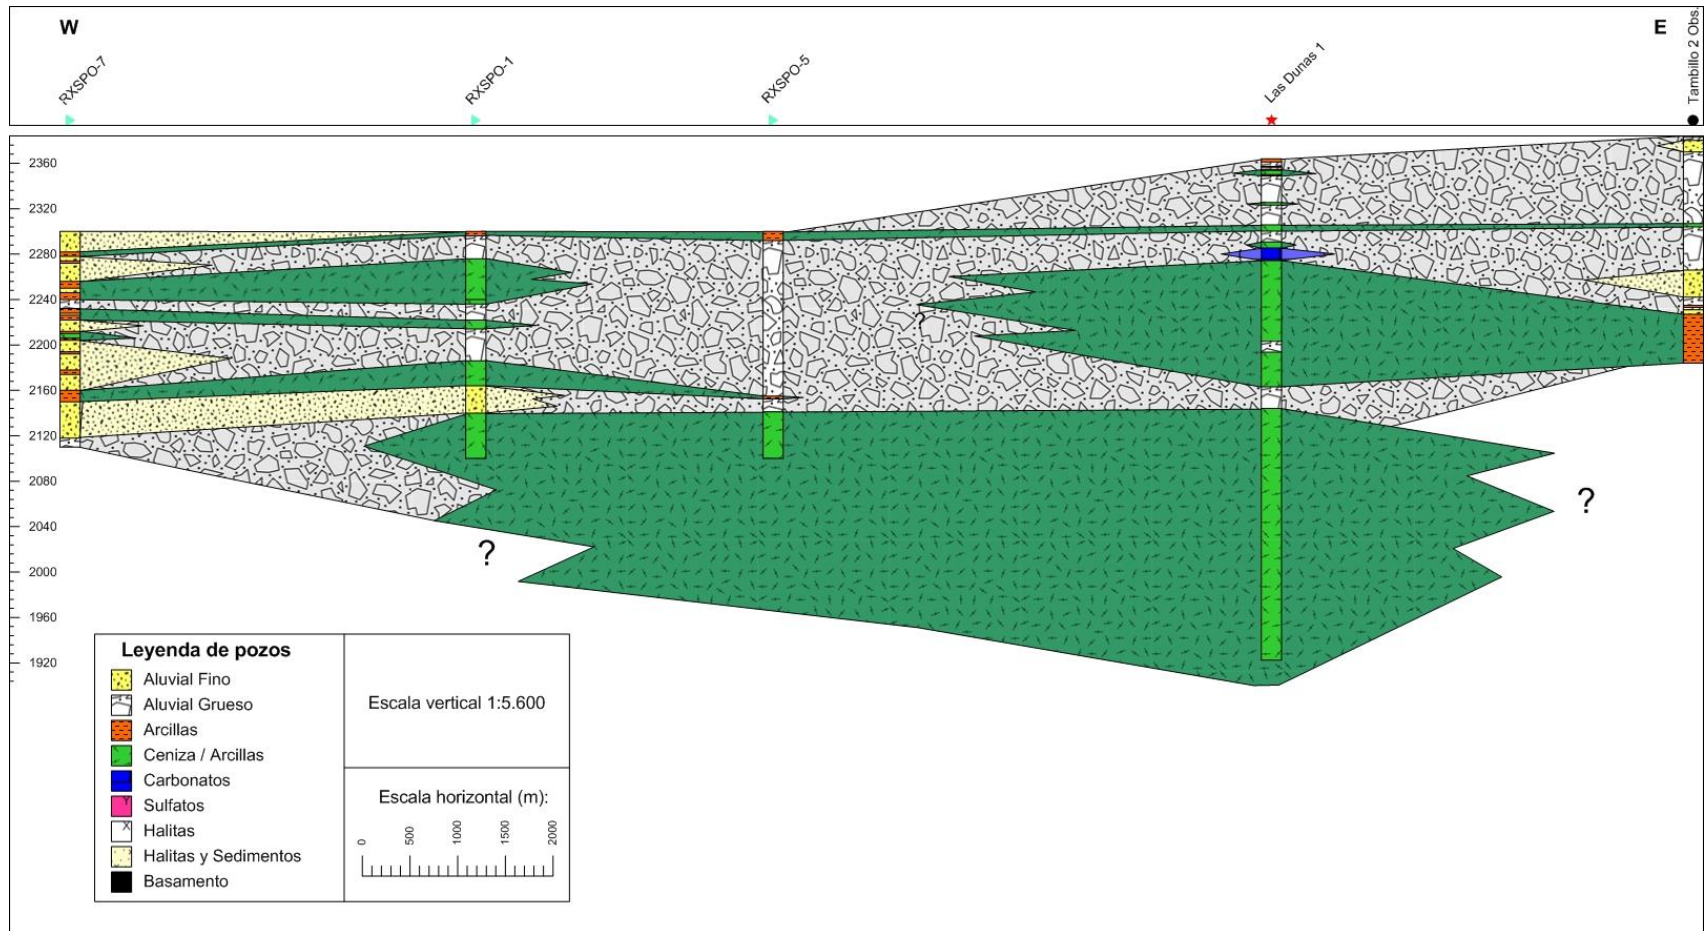 W
E
RXSPO-7
RXSPO-1
RXSPO-5
Las Dunas 1
Tambillo 2 Obs.
2360
2320
2280
2240
2200
2160
2120
2080
2040
2000
1960
1920
?
?
?
Leyenda de pozos
Aluvial Fino
Aluvial Grueso
Arcillas
Ceniza / Arcillas
Carbonatos
Sulfatos
Halitas
Halitas y Sedimentos
Basamento
Escala vertical 1:5.600
Escala horizontal (m):
0 500 1000 1500 2000